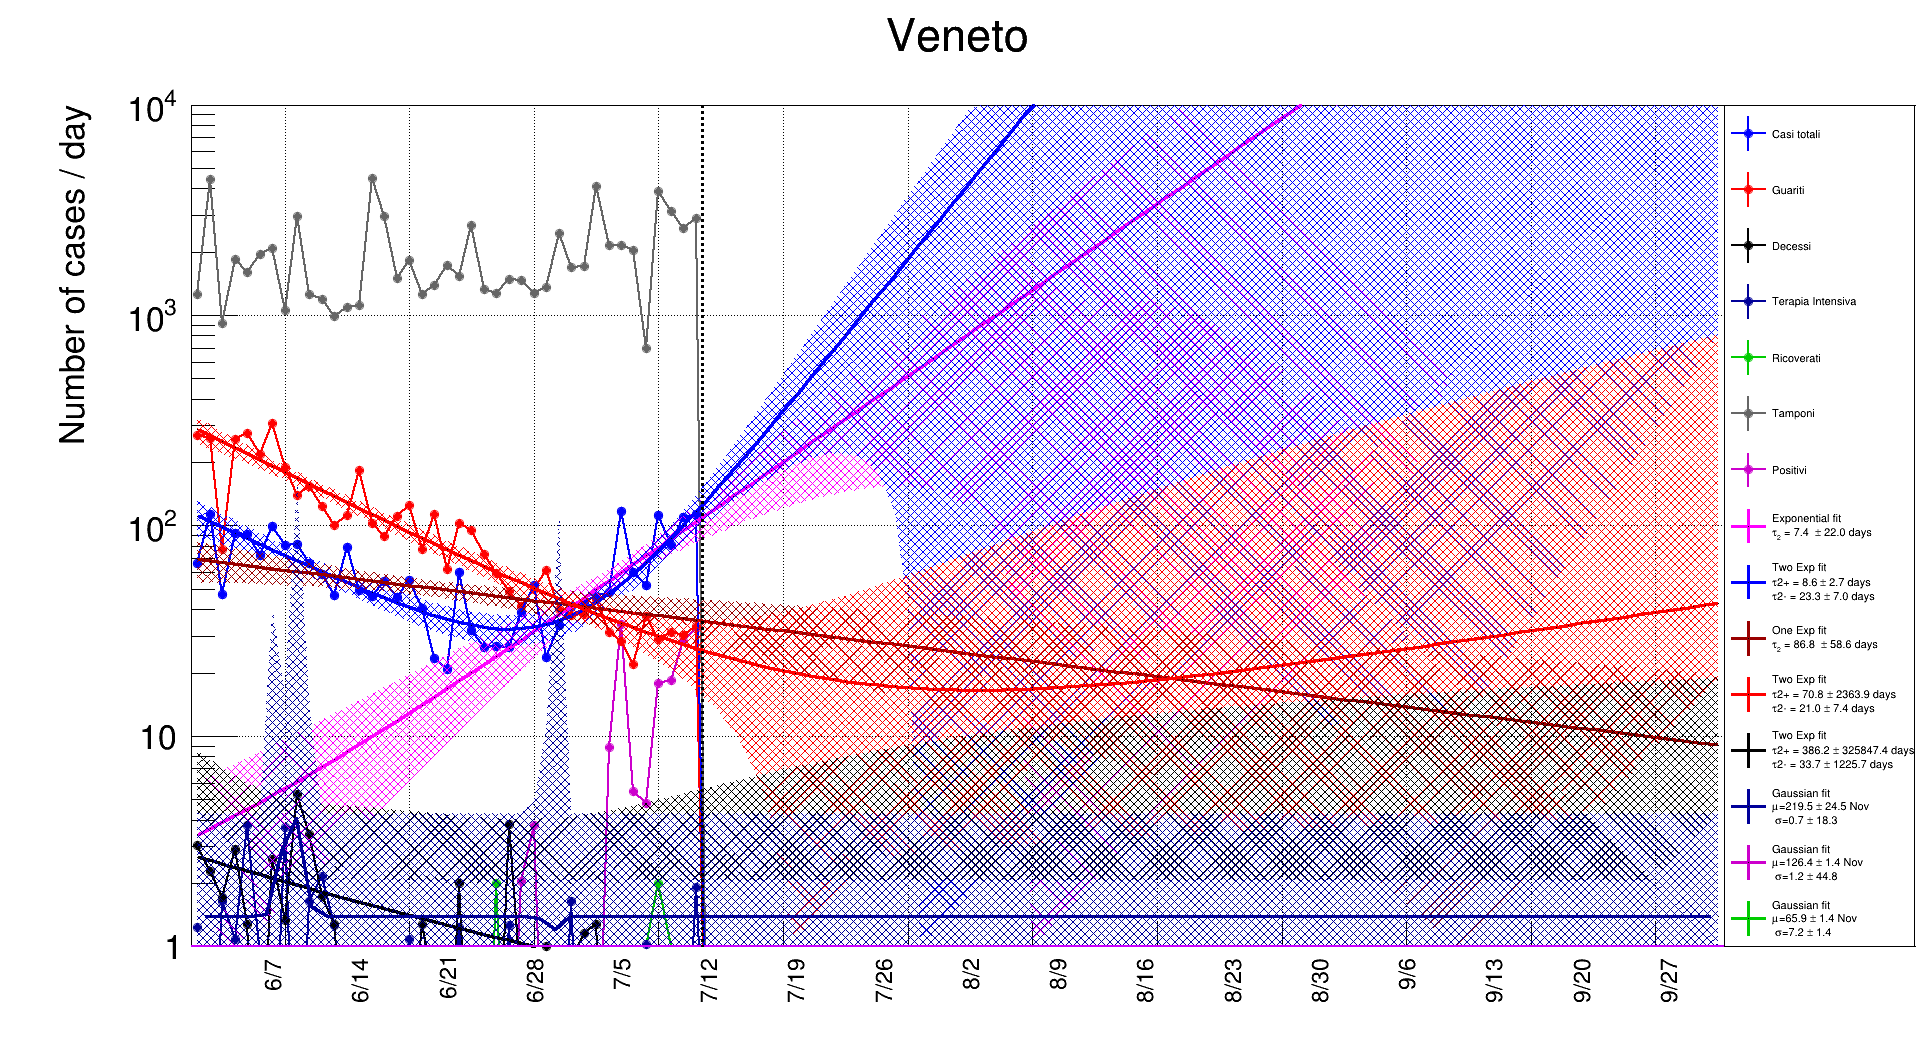 Veneto
Number of cases / day
10⁴
10³
10²
10
1
6/7
6/14
6/21
6/28
7/5
7/12
7/19
7/26
8/2
8/9
8/16
8/23
8/30
9/6
9/13
9/20
9/27
Casi totali
Guariti
Decessi
Terapia Intensiva
Ricoverati
Tamponi
Positivi
Exponential fit
τ₂ = 7.4 ± 22.0 days
Two Exp fit
τ2+ = 8.6 ± 2.7 days
τ2- = 23.3 ± 7.0 days
One Exp fit
τ₂ = 86.8 ± 58.6 days
Two Exp fit
τ2+ = 70.8 ± 2363.9 days
τ2- = 21.0 ± 7.4 days
Two Exp fit
τ2+ = 386.2 ± 325847.4 days
τ2- = 33.7 ± 1225.7 days
Gaussian fit
μ=219.5 ± 24.5 Nov
σ=0.7 ± 18.3
Gaussian fit
μ=126.4 ± 1.4 Nov
σ=1.2 ± 44.8
Gaussian fit
μ=65.9 ± 1.4 Nov
σ=7.2 ± 1.4